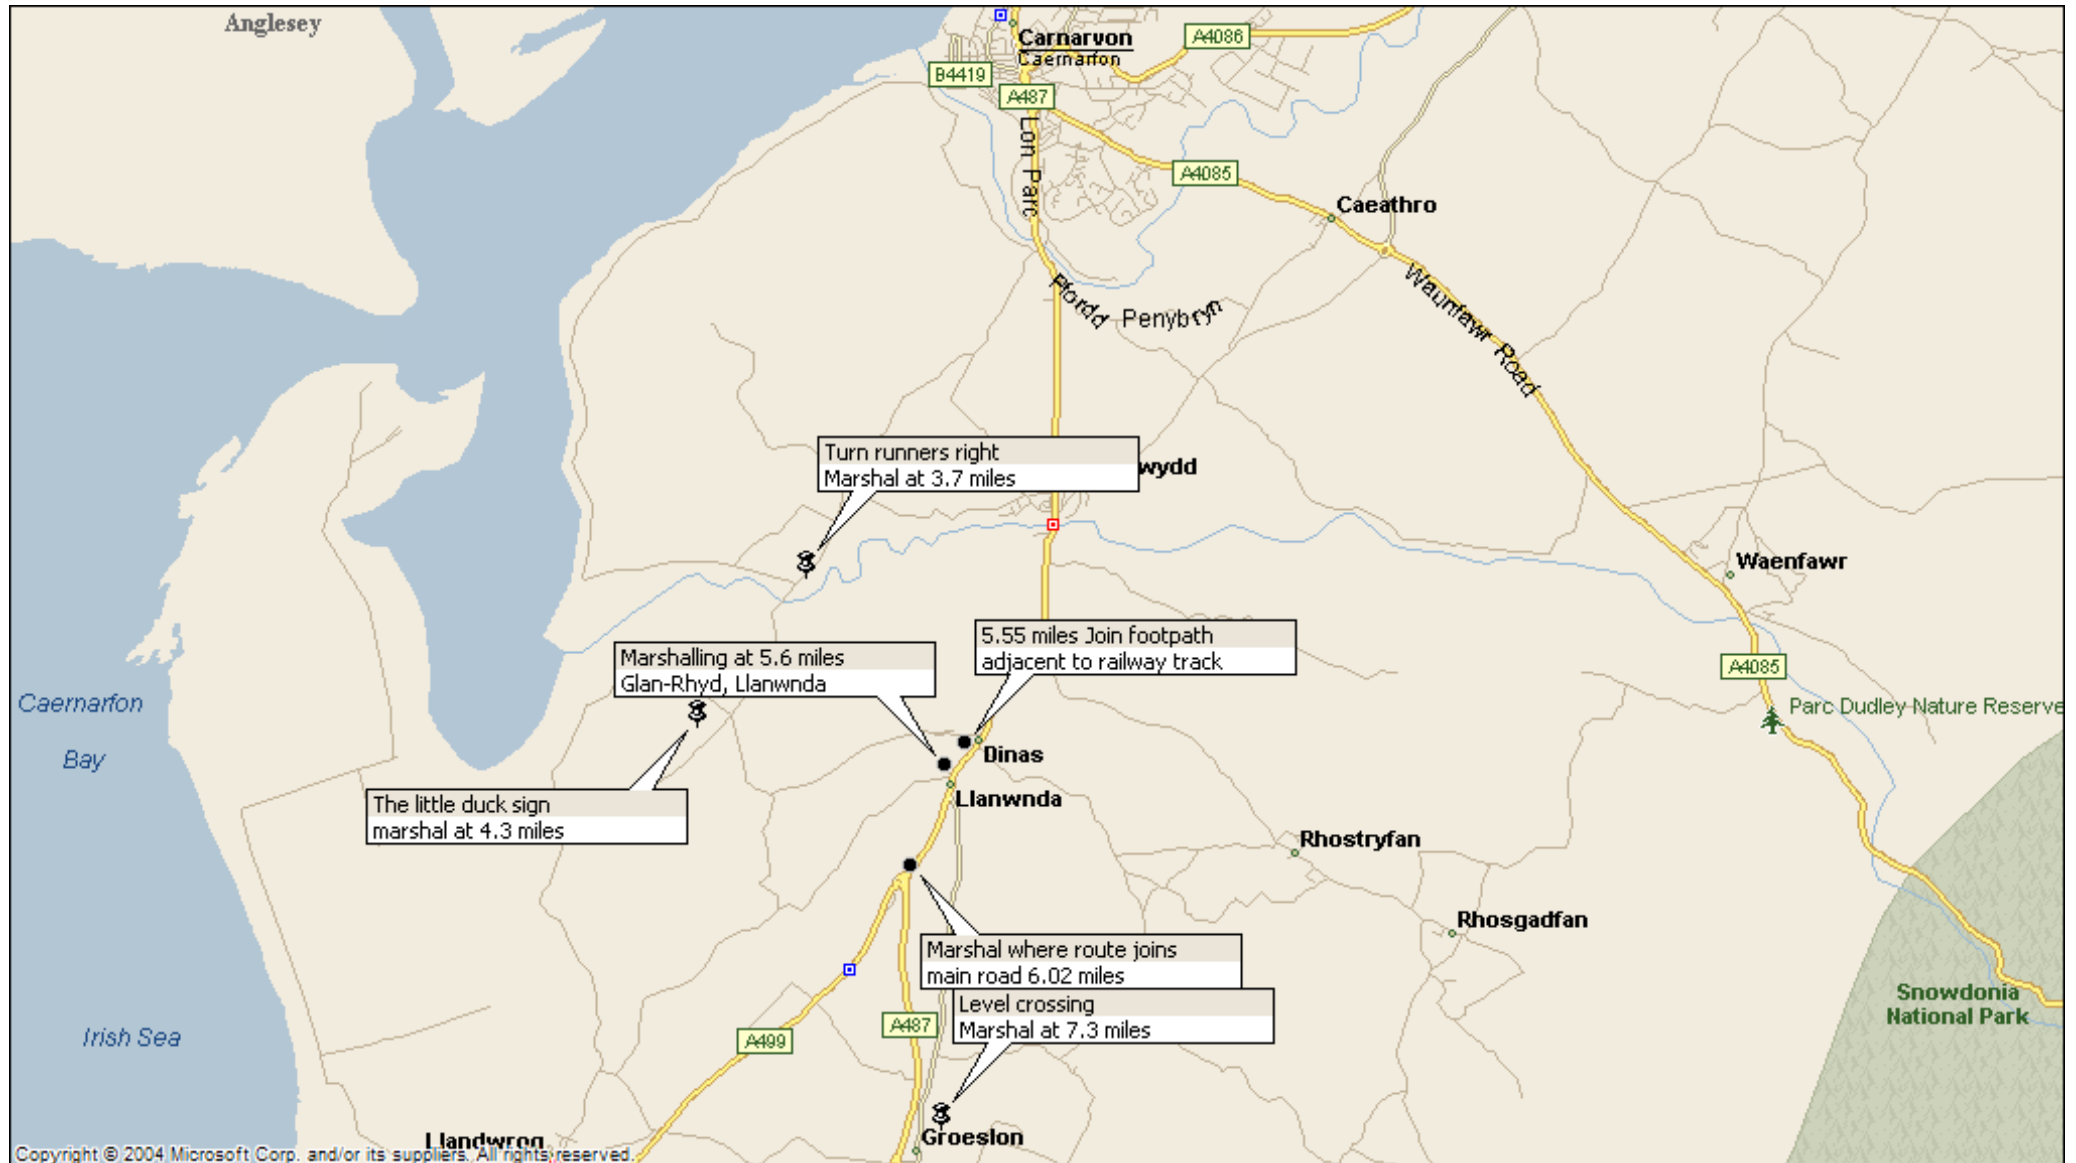 Anglesey
Carnarvon
Caernarfon
A4086
B4419
A487
Lon Parc
A4085
Caeathro
Ffordd Penybryn
Waunfawr Road
Turn runners right
Marshal at 3.7 miles
wydd
Waenfawr
5.55 miles Join footpath
adjacent to railway track
Marshalling at 5.6 miles
Glan-Rhyd, Llanwnda
A4085
Parc Dudley Nature Reserve
Caernarfon
Bay
Dinas
Llanwnda
The little duck sign
marshal at 4.3 miles
Rhostryfan
Rhosgadfan
Marshal where route joins
main road 6.02 miles
Level crossing
Marshal at 7.3 miles
Snowdonia
National Park
Irish Sea
A499
A487
Llandwrog
Groeslon
Copyright © 2004 Microsoft Corp. and/or its suppliers. All rights reserved.